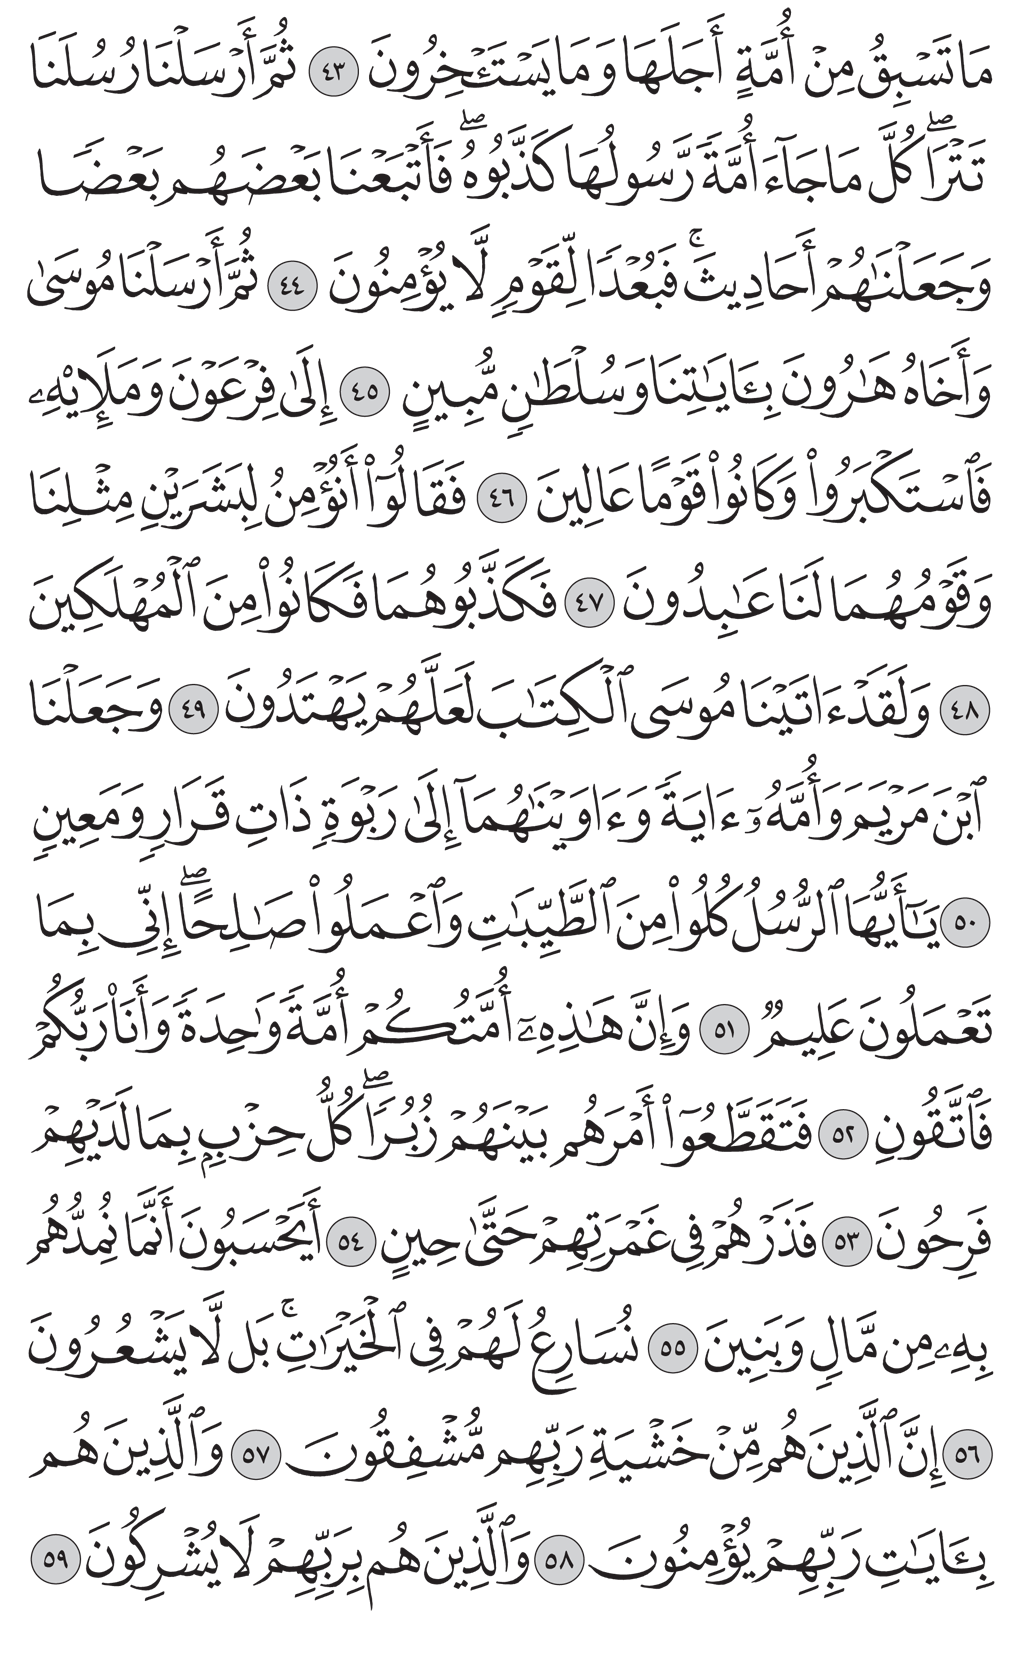 مَا تَسْبِقُ مِنْ أُمَّةٍ أَجَلَهَا وَمَا يَسْتَـْٔخِرُونَ ٤٣ ثُمَّ أَرْسَلْنَا رُسُلَنَا
تَتْرَا ۖ كُلَّ مَا جَآءَ أُمَّةً رَّسُولُهَا كَذَّبُوهُ ۖ فَأَتْبَعْنَا بَعْضَهُم بَعْضًا
وَجَعَلْنَٰهُمْ أَحَادِيثَ ۚ فَبُعْدًا لِّقَوْمٍ لَّا يُؤْمِنُونَ ٤٤ ثُمَّ أَرْسَلْنَا مُوسَىٰ
وَأَخَاهُ هَٰرُونَ بِـَٔايَٰتِنَا وَسُلْطَٰنٍ مُّبِينٍ ٤٥ إِلَىٰ فِرْعَوْنَ وَمَلَإِي۟هِۦ
فَٱسْتَكْبَرُوا۟ وَكَانُوا۟ قَوْمًا عَالِينَ ٤٦ فَقَالُوٓا۟ أَنُؤْمِنُ لِبَشَرَيْنِ مِثْلِنَا
وَقَوْمُهُمَا لَنَا عَٰبِدُونَ ٤٧ فَكَذَّبُوهُمَا فَكَانُوا۟ مِنَ ٱلْمُهْلَكِينَ
٤٨ وَلَقَدْ ءَاتَيْنَا مُوسَى ٱلْكِتَٰبَ لَعَلَّهُمْ يَهْتَدُونَ ٤٩ وَجَعَلْنَا
ٱبْنَ مَرْيَمَ وَأُمَّهُۥٓ ءَايَةً وَءَاوَيْنَٰهُمَآ إِلَىٰ رَبْوَةٍ ذَاتِ قَرَارٍ وَمَعِينٍ
٥٠ يَٰٓأَيُّهَا ٱلرُّسُلُ كُلُوا۟ مِنَ ٱلطَّيِّبَٰتِ وَٱعْمَلُوا۟ صَٰلِحًا ۖ إِنِّى بِمَا
تَعْمَلُونَ عَلِيمٌ ٥١ وَإِنَّ هَٰذِهِۦٓ أُمَّتُكُمْ أُمَّةً وَٰحِدَةً وَأَنَا۠ رَبُّكُمْ
فَٱتَّقُونِ ٥٢ فَتَقَطَّعُوٓا۟ أَمْرَهُم بَيْنَهُمْ زُبُرًا ۖ كُلُّ حِزْبٍۭ بِمَا لَدَيْهِمْ
فَرِحُونَ ٥٣ فَذَرْهُمْ فِى غَمْرَتِهِمْ حَتَّىٰ حِينٍ ٥٤ أَيَحْسَبُونَ أَنَّمَا نُمِدُّهُم
بِهِۦ مِن مَّالٍ وَبَنِينَ ٥٥ نُسَارِعُ لَهُمْ فِى ٱلْخَيْرَٰتِ ۚ بَل لَّا يَشْعُرُونَ
٥٦ إِنَّ ٱلَّذِينَ هُم مِّنْ خَشْيَةِ رَبِّهِم مُّشْفِقُونَ ٥٧ وَٱلَّذِينَ هُم
بِـَٔايَٰتِ رَبِّهِمْ يُؤْمِنُونَ ٥٨ وَٱلَّذِينَ هُم بِرَبِّهِمْ لَا يُشْرِكُونَ ٥٩